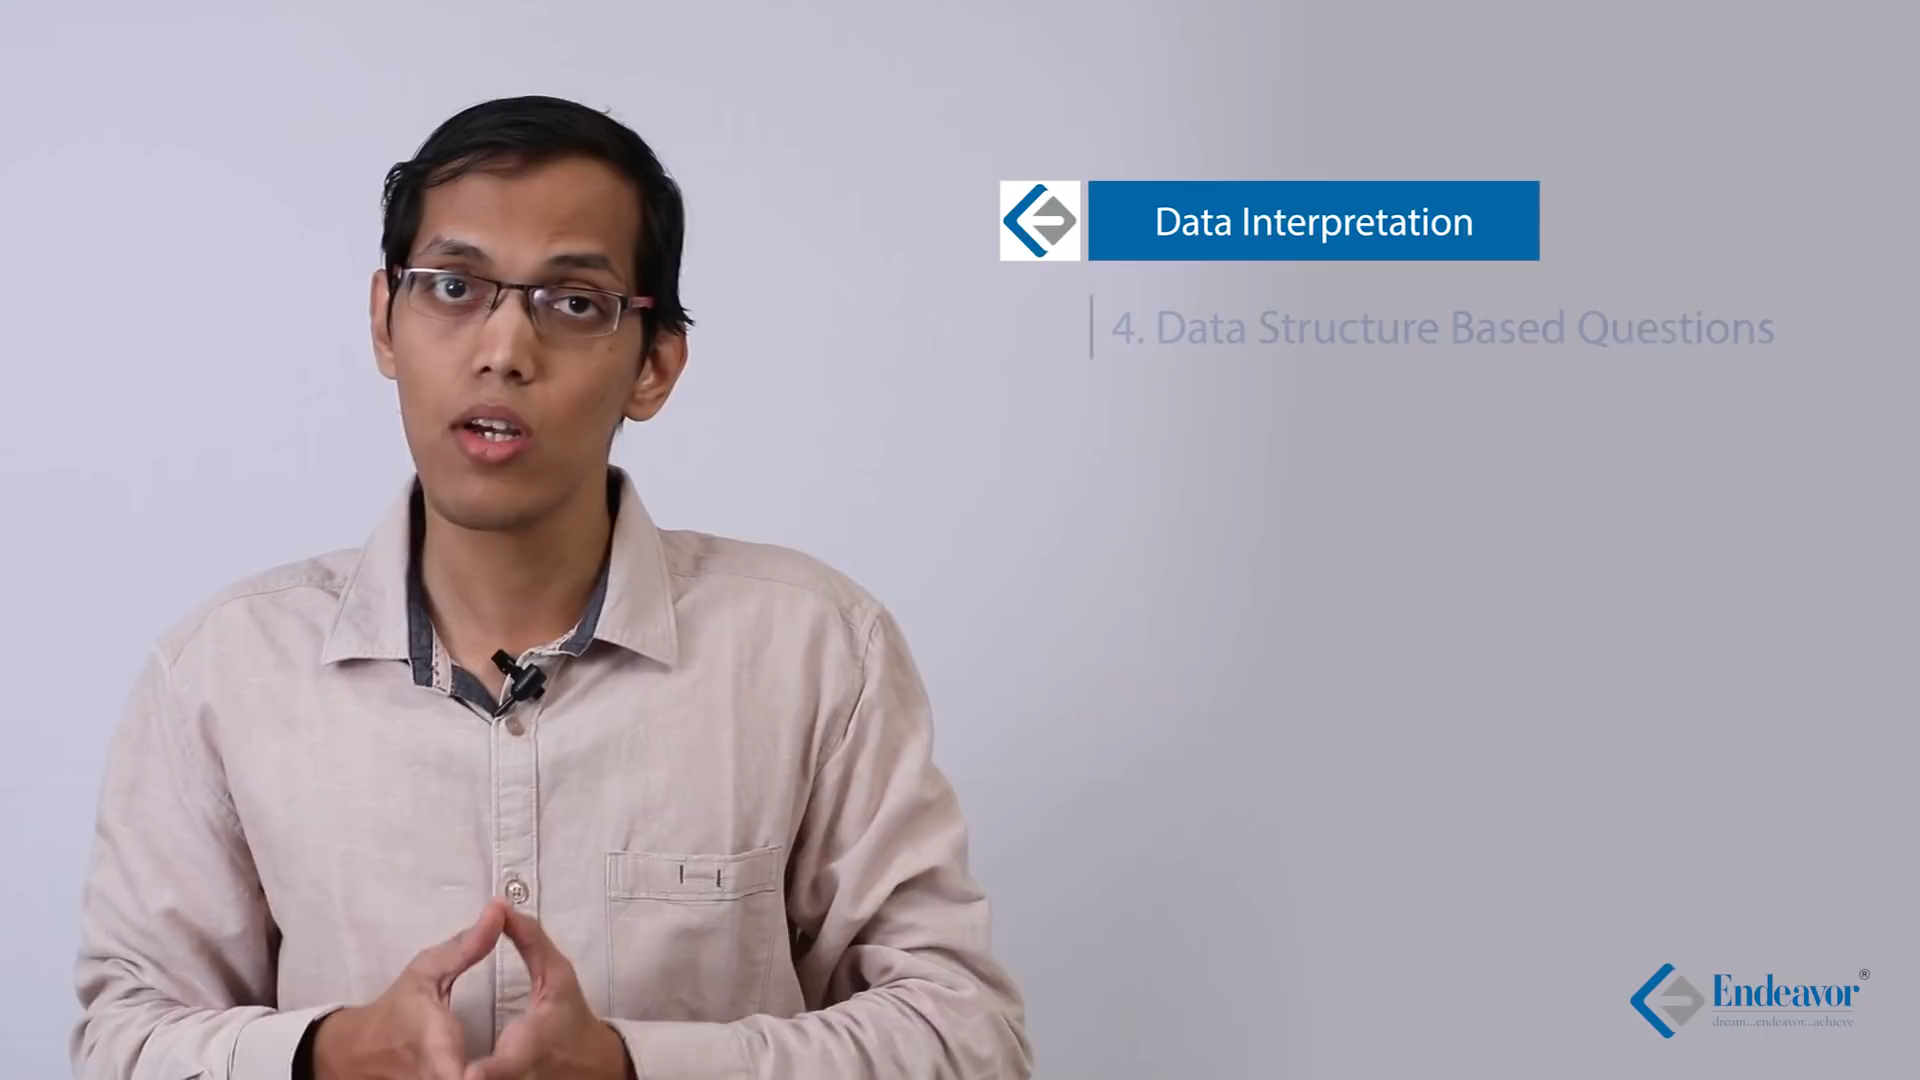 Data Interpretation
4. Data Structure Based Questions
Endeavor®
dream...endeavor...achieve